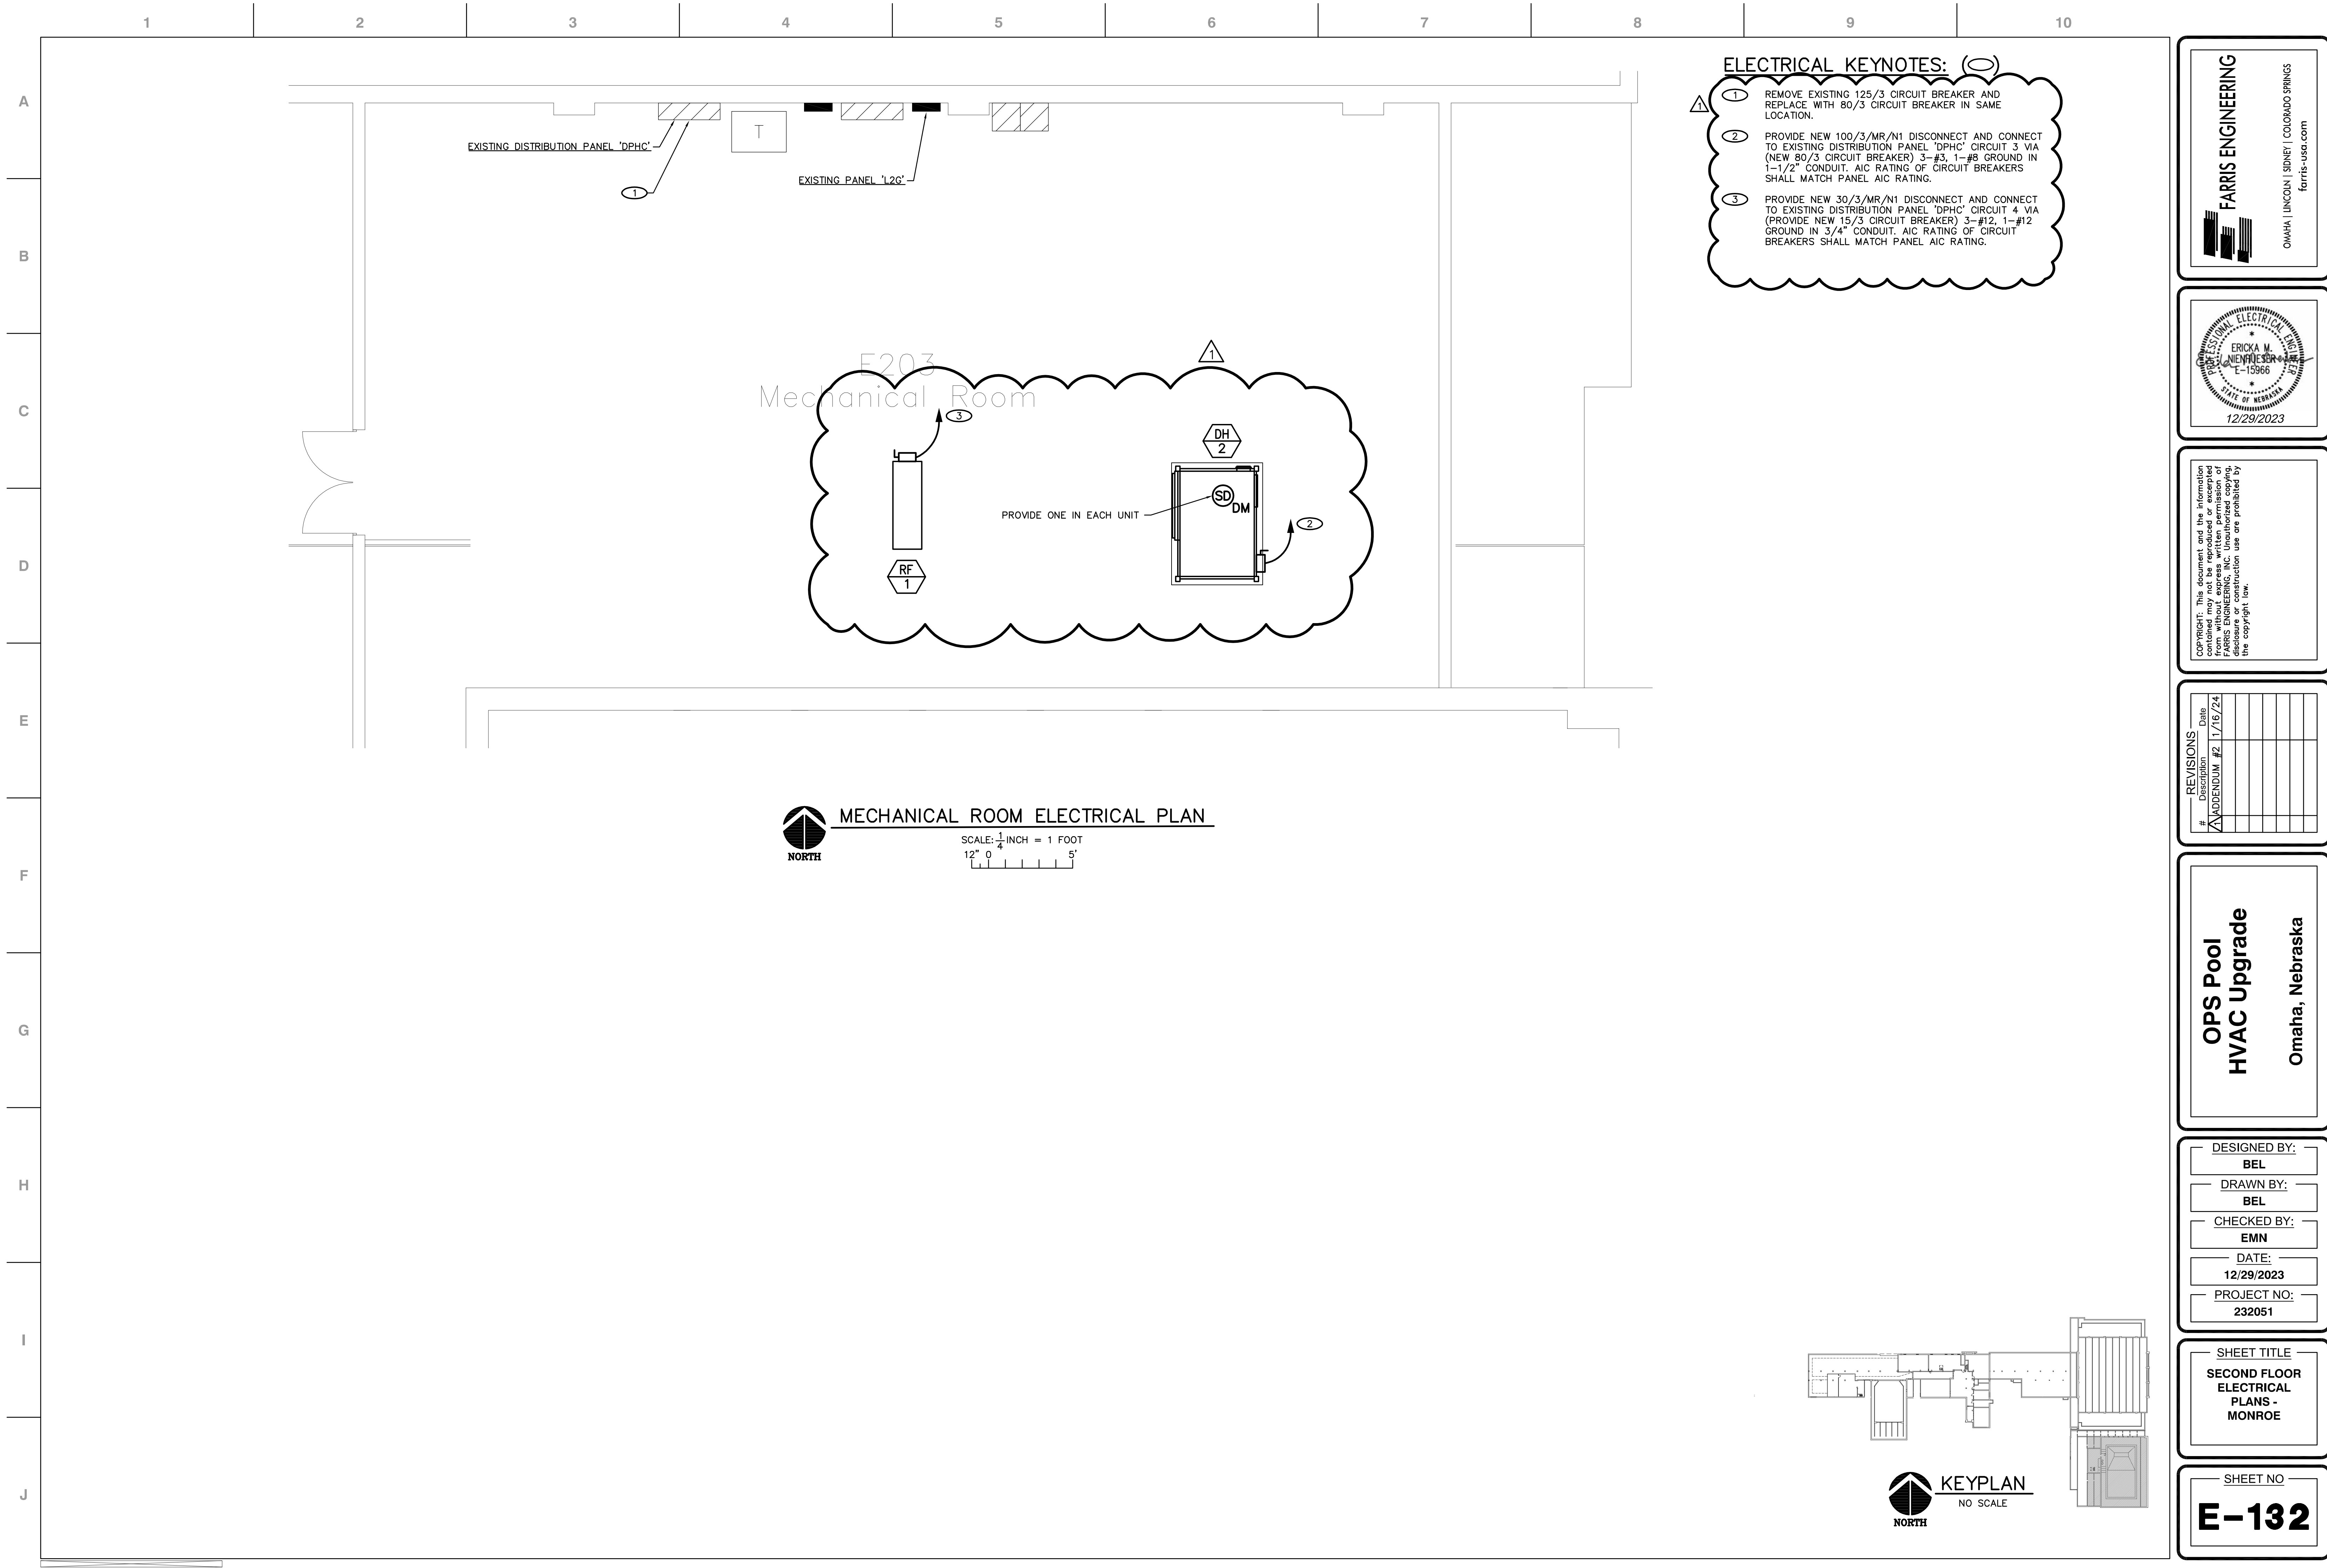 1 2 3 4 5 6 7 8 9 10
A
B
C
D
E
F
G
H
I
J
ELECTRICAL KEYNOTES:
1
1 REMOVE EXISTING 125/3 CIRCUIT BREAKER AND
REPLACE WITH 80/3 CIRCUIT BREAKER IN SAME
LOCATION.
2 PROVIDE NEW 100/3/MR/N1 DISCONNECT AND CONNECT
TO EXISTING DISTRIBUTION PANEL 'DPHC' CIRCUIT 3 VIA
(NEW 80/3 CIRCUIT BREAKER) 3-#3, 1-#8 GROUND IN
1-1/2" CONDUIT. AIC RATING OF CIRCUIT BREAKERS
SHALL MATCH PANEL AIC RATING.
3 PROVIDE NEW 30/3/MR/N1 DISCONNECT AND CONNECT
TO EXISTING DISTRIBUTION PANEL 'DPHC' CIRCUIT 4 VIA
(PROVIDE NEW 15/3 CIRCUIT BREAKER) 3-#12, 1-#12
GROUND IN 3/4" CONDUIT. AIC RATING OF CIRCUIT
BREAKERS SHALL MATCH PANEL AIC RATING.
T
EXISTING DISTRIBUTION PANEL 'DPHC'
EXISTING PANEL 'L2G'
1
E203
Mechanical Room
1
3
DH
2
SD
DM
PROVIDE ONE IN EACH UNIT
2
RF
1
MECHANICAL ROOM ELECTRICAL PLAN
SCALE: 1/4 INCH = 1 FOOT
12" 0 5'
NORTH
KEYPLAN
NO SCALE
NORTH
FARRIS ENGINEERING
OMAHA | LINCOLN | SIDNEY | COLORADO SPRINGS
farris-usa.com
PROFESSIONAL ELECTRICAL ENGINEER
ERICKA M.
NIENHUESER
E-15966
STATE OF NEBRASKA
12/29/2023
COPYRIGHT: This document and the information
contained may not be reproduced or excerpted
from without express written permission of
FARRIS ENGINEERING, INC. Unauthorized copying,
disclosure or construction use are prohibited by
the copyright law.
REVISIONS
# Description Date
1 ADDENDUM #2 1/16/24
OPS Pool
HVAC Upgrade
Omaha, Nebraska
DESIGNED BY:
BEL
DRAWN BY:
BEL
CHECKED BY:
EMN
DATE:
12/29/2023
PROJECT NO:
232051
SHEET TITLE
SECOND FLOOR
ELECTRICAL
PLANS -
MONROE
SHEET NO
E-132